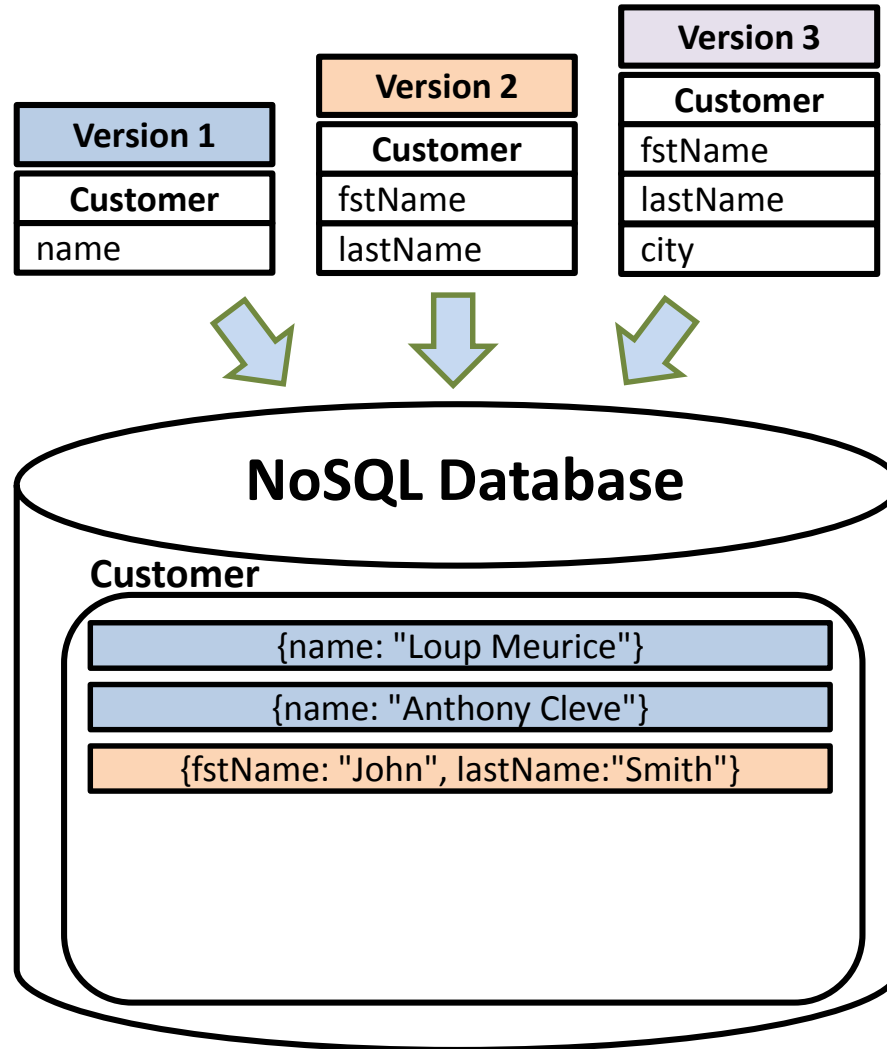 Version 1
Customer
name
Version 2
Customer
fstName
lastName
Version 3
Customer
fstName
lastName
city
NoSQL Database
Customer
{name: "Loup Meurice"}
{name: "Anthony Cleve"}
{fstName: "John", lastName:"Smith"}